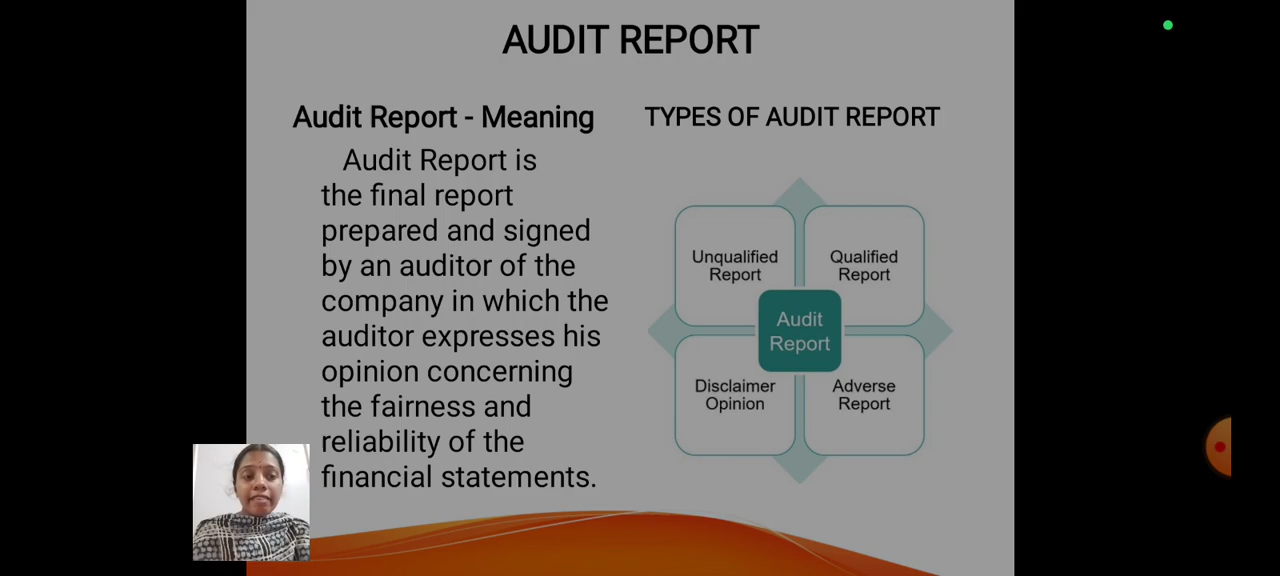 AUDIT REPORT
Audit Report - Meaning
Audit Report is
the final report
prepared and signed
by an auditor of the
company in which the
auditor expresses his
opinion concerning
the fairness and
reliability of the
financial statements.
TYPES OF AUDIT REPORT
Unqualified
Report
Qualified
Report
Audit
Report
Disclaimer
Opinion
Adverse
Report